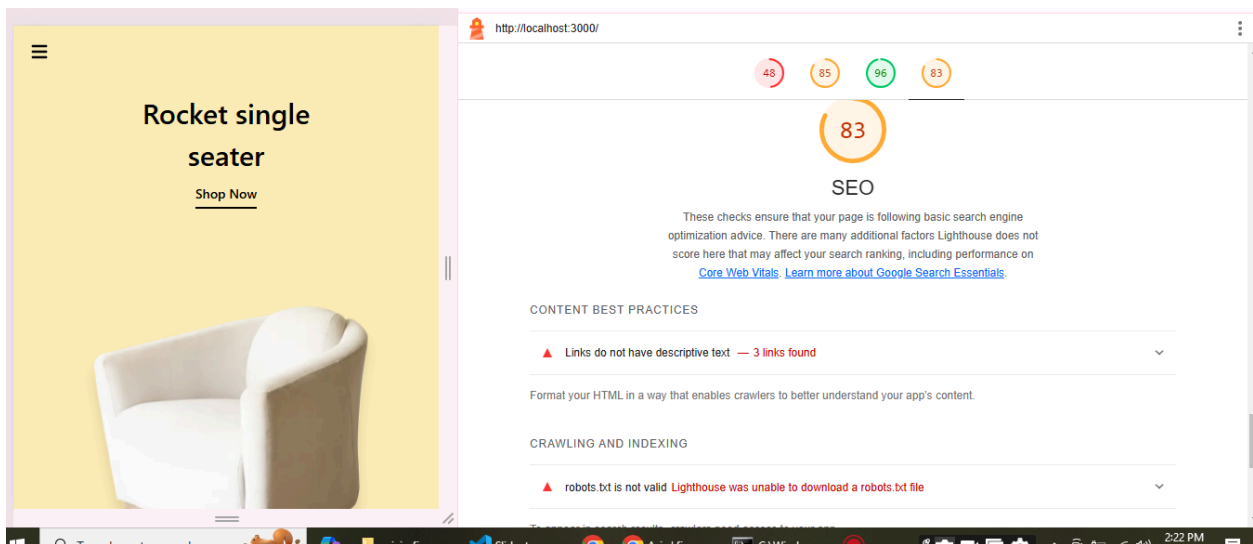 http://localhost:3000/
48 85 96 83
83
SEO
These checks ensure that your page is following basic search engine
optimization advice. There are many additional factors Lighthouse does not
score here that may affect your search ranking, including performance on
Core Web Vitals. Learn more about Google Search Essentials.
CONTENT BEST PRACTICES
Links do not have descriptive text — 3 links found
Format your HTML in a way that enables crawlers to better understand your app's content.
CRAWLING AND INDEXING
robots.txt is not valid Lighthouse was unable to download a robots.txt file
Rocket single
seater
Shop Now
2:22 PM